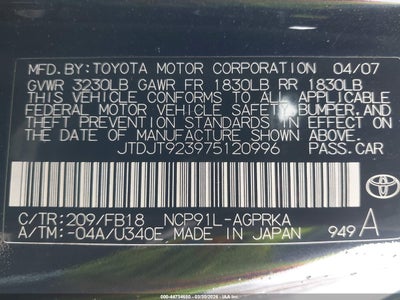 MFD.BY:TOYOTA MOTOR CORPORATION 04/07
GVWR 3230LB GAWR FR 1830LB RR 1830LB
THIS VEHICLE CONFORMS TO ALL APPLICABLE
FEDERAL MOTOR VEHICLE SAFETY, BUMPER, AND
THEFT PREVENTION STANDARDS IN EFFECT ON
THE DATE OF MANUFACTURE SHOWN ABOVE.
JTDJT923975120996 PASS.CAR
TOYOTA
C/TR:209/FB18 NCP91L-AGPRKA
A/TM:-04A/U340E MADE IN JAPAN 949 A